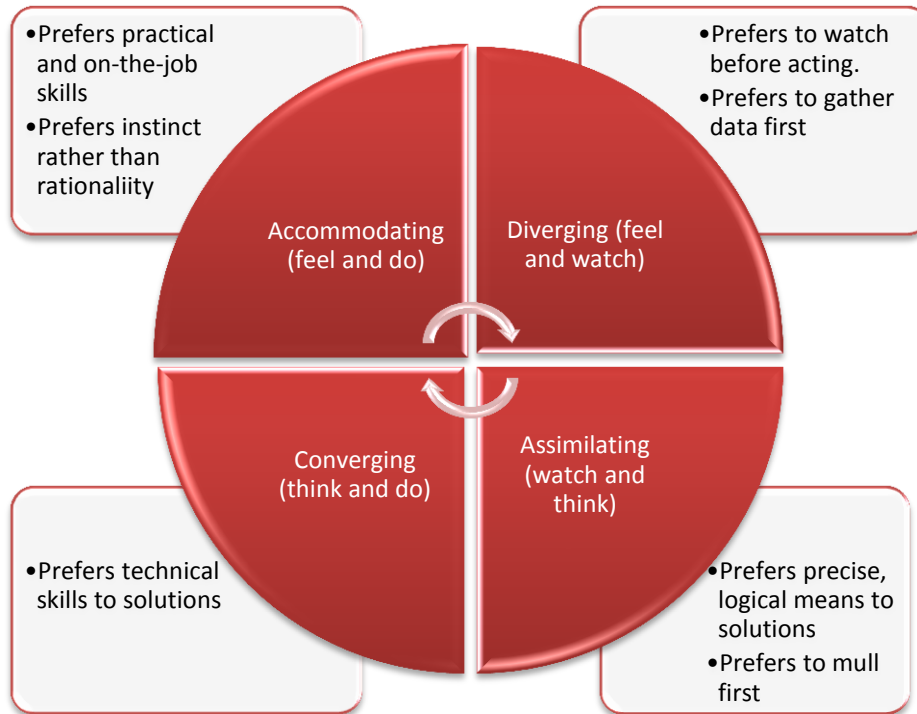 •Prefers practical
and on-the-job
skills
•Prefers instinct
rather than
rationaliity
•Prefers to watch
before acting.
•Prefers to gather
data first
Accommodating
(feel and do)
Diverging (feel
and watch)
Converging
(think and do)
Assimilating
(watch and
think)
•Prefers technical
skills to solutions
•Prefers precise,
logical means to
solutions
•Prefers to mull
first